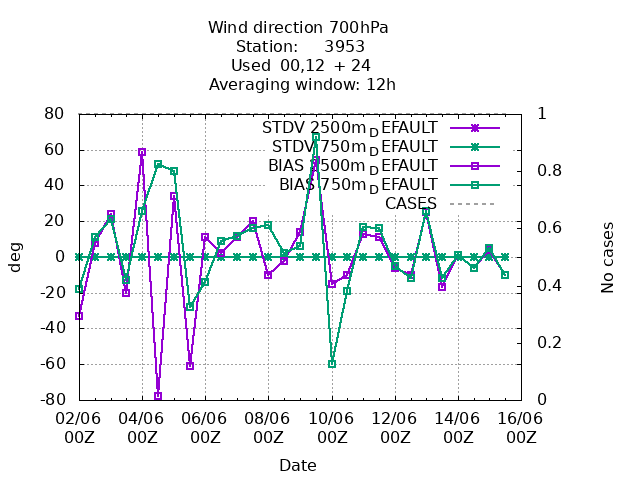 Wind direction 700hPa
Station: 3953
Used 00,12 + 24
Averaging window: 12h
80
60
40
20
0
-20
-40
-60
-80
deg
1
0.8
0.6
0.4
0.2
0
No cases
STDV 2500m_DEFAULT
STDV 750m_DEFAULT
BIAS 2500m_DEFAULT
BIAS 750m_DEFAULT
CASES
02/06 04/06 06/06 08/06 10/06 12/06 14/06 16/06
00Z 00Z 00Z 00Z 00Z 00Z 00Z 00Z
Date